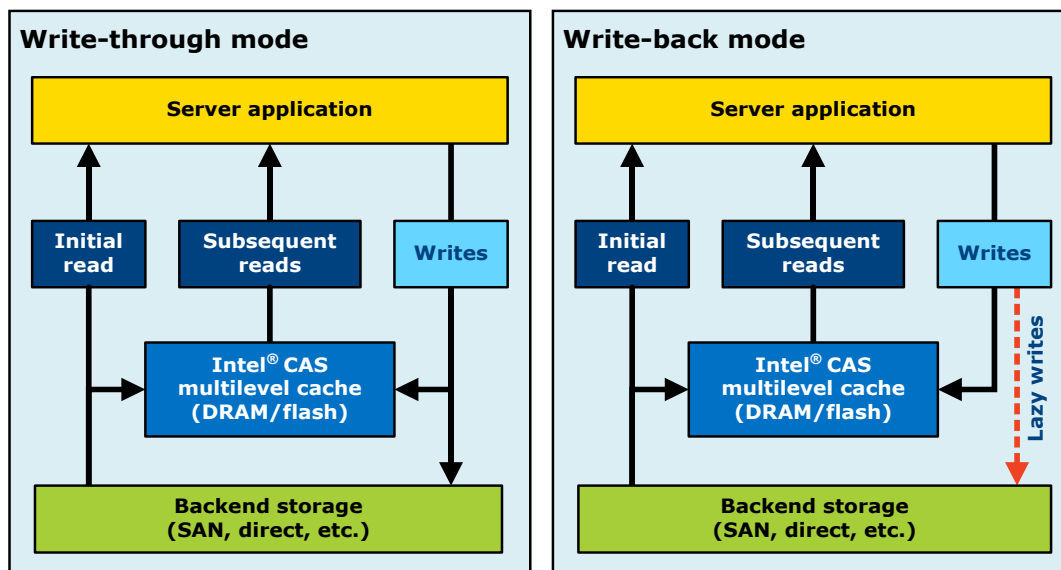 Write-through mode
Server application
Initial
read
Subsequent
reads
Writes
Intel® CAS
multilevel cache
(DRAM/flash)
Backend storage
(SAN, direct, etc.)
Write-back mode
Server application
Initial
read
Subsequent
reads
Writes
Intel® CAS
multilevel cache
(DRAM/flash)
Lazy writes
Backend storage
(SAN, direct, etc.)